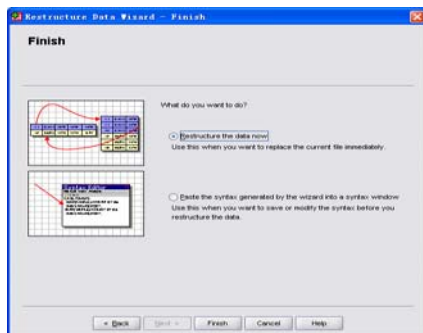 Restructure Data Wizard - Finish
Finish
What do you want to do?
Restructure the data now
Use this when you want to replace the current file immediately.
Syntax Editor
Paste the syntax generated by the wizard into a syntax window
Use this when you want to save or modify the syntax before you
restructure the data.
< Back
Next >
Finish
Cancel
Help